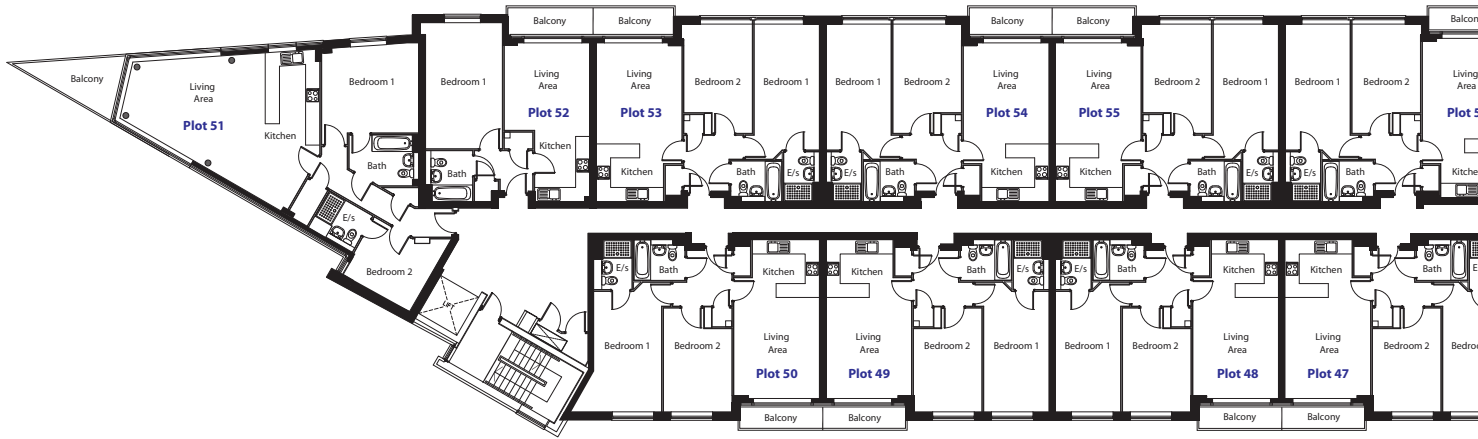 Balcony Balcony
Balcony Balcony
Balcony
Living
Area
Plot 51
Kitchen
Bedroom 1
Bath
E/s
Bedroom 2
Bedroom 1
Bath
Living
Area
Plot 52
Kitchen
Living
Area
Plot 53
Kitchen
Bedroom 2
Bedroom 1
Bath
E/s
Bedroom 1
Bedroom 2
E/s
Bath
Living
Area
Plot 54
Kitchen
Living
Area
Plot 55
Kitchen
Bedroom 2
Bedroom 1
Bath
E/s
Bedroom 1
Bedroom 2
E/s
Bath
Balcon
Living
Area
Plot 5
Kitche
E/s
Bath
Kitchen
Bedroom 1
Bedroom 2
Living
Area
Plot 50
Balcony
Kitchen
Bath
E/s
Living
Area
Plot 49
Bedroom 2
Bedroom 1
Balcony
E/s
Bath
Kitchen
Bedroom 1
Bedroom 2
Living
Area
Plot 48
Balcony
Kitchen
Bath
Living
Area
Plot 47
Bedroom 2
Bedroo
Balcony